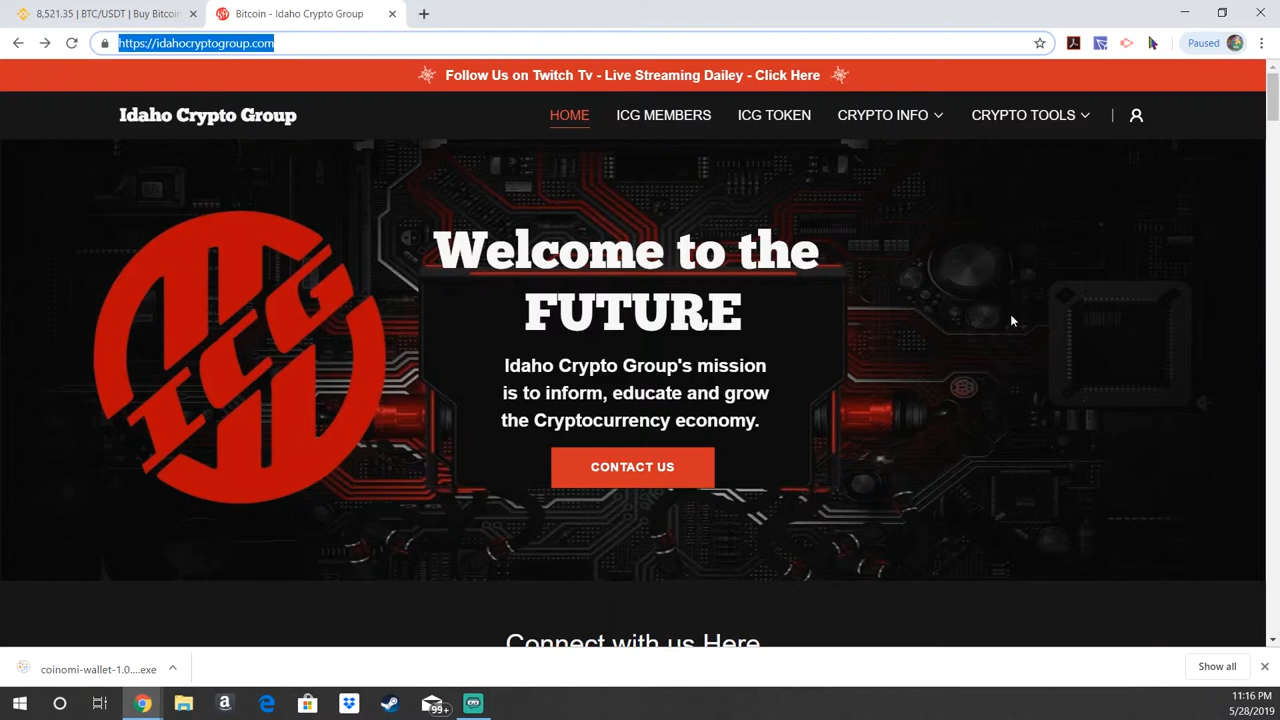 8,521.35 | BTC/USDT | Buy Bitcoin
Bitcoin - Idaho Crypto Group
https://idahocryptogroup.com
Paused
Follow Us on Twitch Tv - Live Streaming Dailey - Click Here
Idaho Crypto Group
HOME
ICG MEMBERS
ICG TOKEN
CRYPTO INFO
CRYPTO TOOLS
ICG
Welcome to the
FUTURE
Idaho Crypto Group's mission
is to inform, educate and grow
the Cryptocurrency economy.
CONTACT US
Connect with us Here
coinomi-wallet-1.0....exe
Show all
99+
11:16 PM
5/28/2019